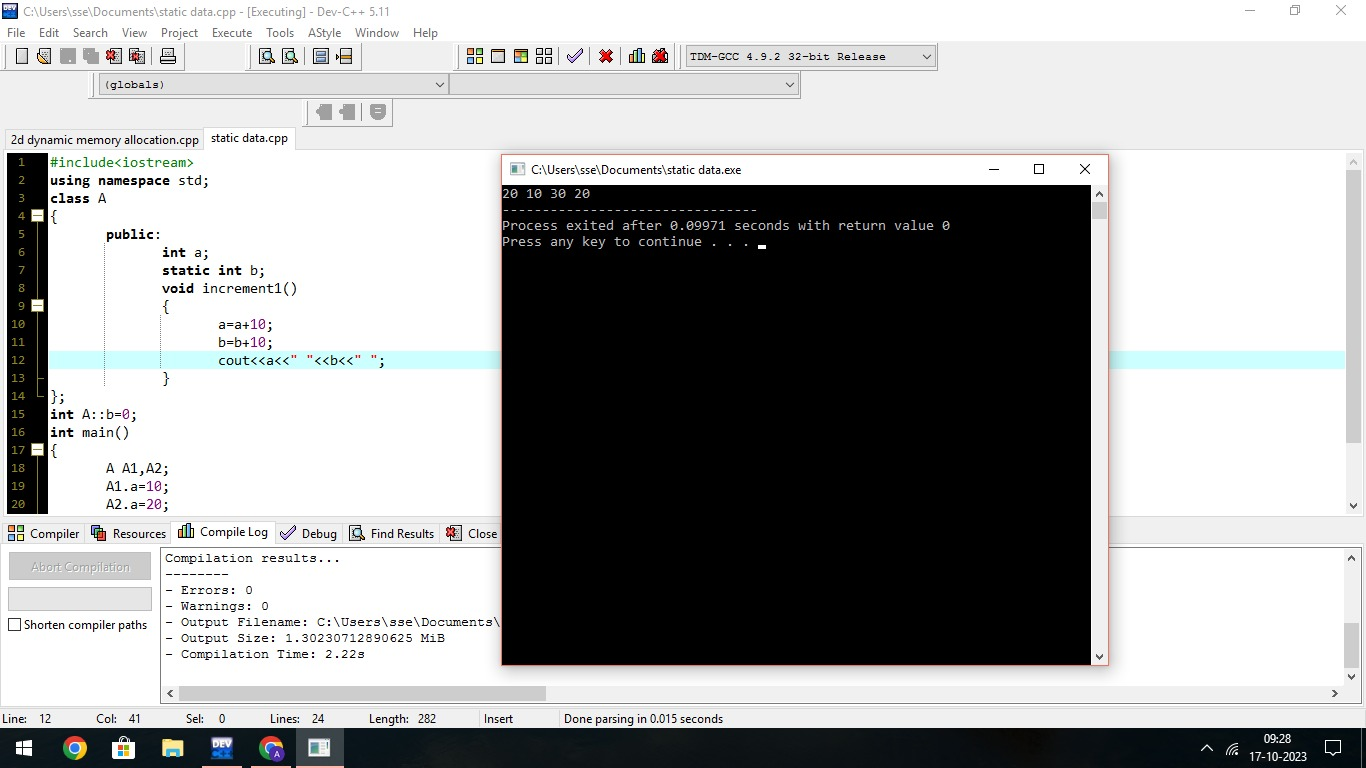 C:\Users\sse\Documents\static data.cpp - [Executing] - Dev-C++ 5.11
File Edit Search View Project Execute Tools AStyle Window Help
TDM-GCC 4.9.2 32-bit Release
(globals)
2d dynamic memory allocation.cpp static data.cpp
1 #include<iostream>
2 using namespace std;
3 class A
4 {
5 public:
6 int a;
7 static int b;
8 void increment1()
9 {
10 a=a+10;
11 b=b+10;
12 cout<<a<<" "<<b<<" ";
13 }
14 };
15 int A::b=0;
16 int main()
17 {
18 A A1,A2;
19 A1.a=10;
20 A2.a=20;
C:\Users\sse\Documents\static data.exe
20 10 30 20
--------------------------------
Process exited after 0.09971 seconds with return value 0
Press any key to continue . . .
Compiler Resources Compile Log Debug Find Results Close
Abort Compilation
Shorten compiler paths
Compilation results...
--------
- Errors: 0
- Warnings: 0
- Output Filename: C:\Users\sse\Documents\
- Output Size: 1.30230712890625 MiB
- Compilation Time: 2.22s
Line: 12 Col: 41 Sel: 0 Lines: 24 Length: 282 Insert Done parsing in 0.015 seconds
DEV
A
09:28
17-10-2023